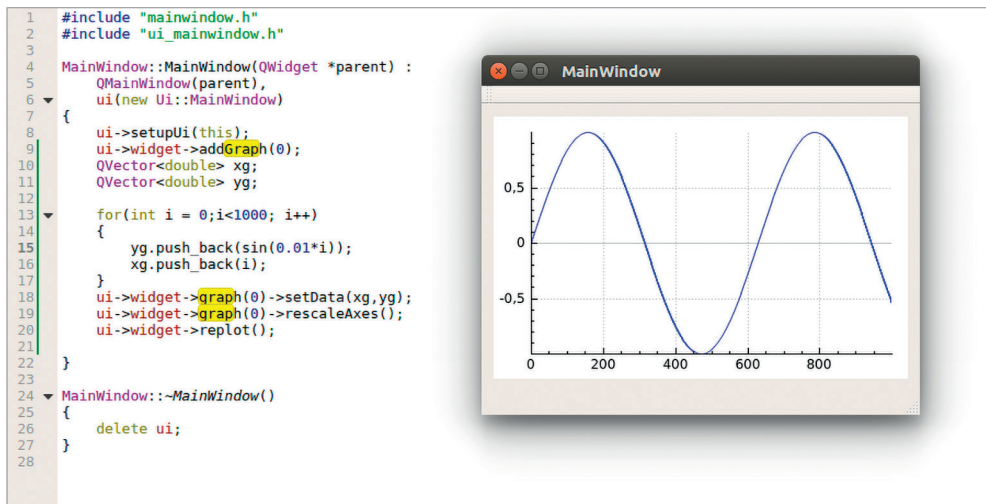 1 #include "mainwindow.h"
2 #include "ui_mainwindow.h"
3
4 MainWindow::MainWindow(QWidget *parent) :
5     QMainWindow(parent),
6     ui(new Ui::MainWindow)
7 {
8     ui->setupUi(this);
9     ui->widget->addGraph(0);
10     QVector<double> xg;
11     QVector<double> yg;
12
13     for(int i = 0;i<1000; i++)
14     {
15         yg.push_back(sin(0.01*i));
16         xg.push_back(i);
17     }
18     ui->widget->graph(0)->setData(xg,yg);
19     ui->widget->graph(0)->rescaleAxes();
20     ui->widget->replot();
21
22 }
23
24 MainWindow::~MainWindow()
25 {
26     delete ui;
27 }
28
MainWindow
0,5
0
-0,5
0 200 400 600 800